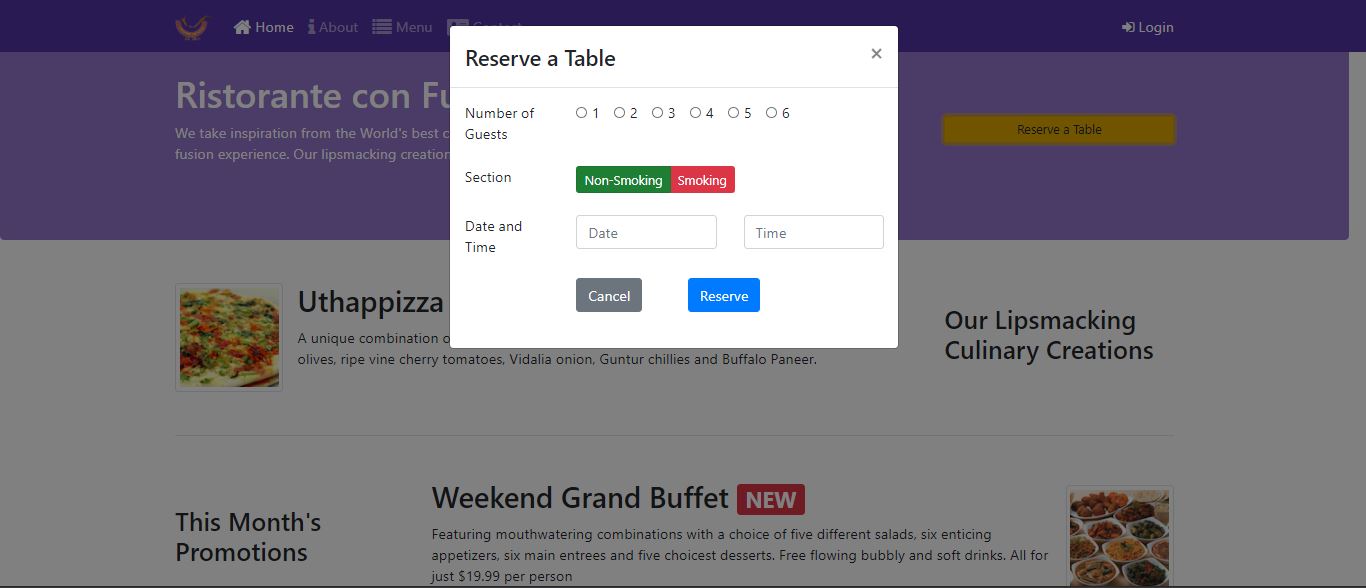 Home About Menu Contact Login
Reserve a Table ×
Ristorante con Fu
We take inspiration from the World's best c
fusion experience. Our lipsmacking creation
Reserve a Table
Number of
Guests
1 2 3 4 5 6
Section
Non-Smoking Smoking
Date and
Time
Date Time
Cancel Reserve
Uthappizza
A unique combination o
olives, ripe vine cherry tomatoes, Vidalia onion, Guntur chillies and Buffalo Paneer.
Our Lipsmacking
Culinary Creations
This Month's
Promotions
Weekend Grand Buffet NEW
Featuring mouthwatering combinations with a choice of five different salads, six enticing
appetizers, six main entrees and five choicest desserts. Free flowing bubbly and soft drinks. All for
just $19.99 per person